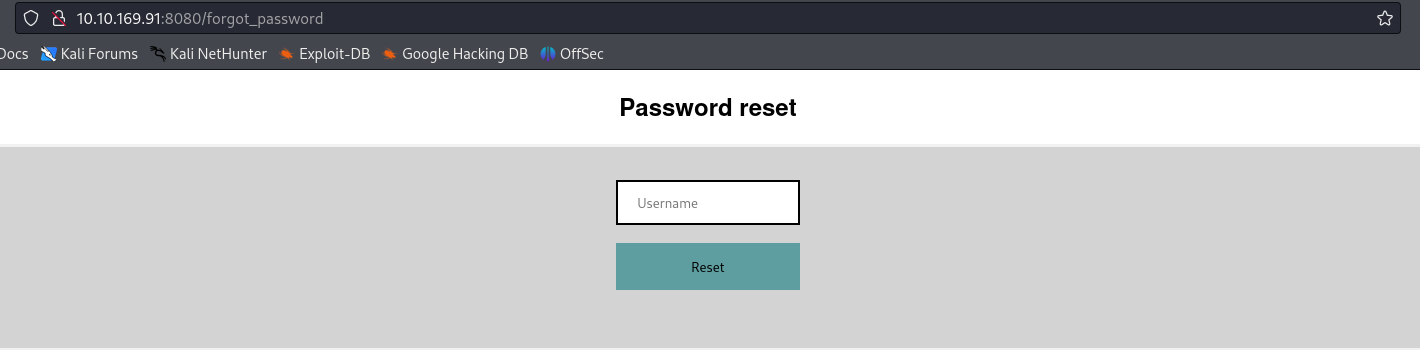 10.10.169.91:8080/forgot_password
Docs Kali Forums Kali NetHunter Exploit-DB Google Hacking DB OffSec
Password reset
Username
Reset